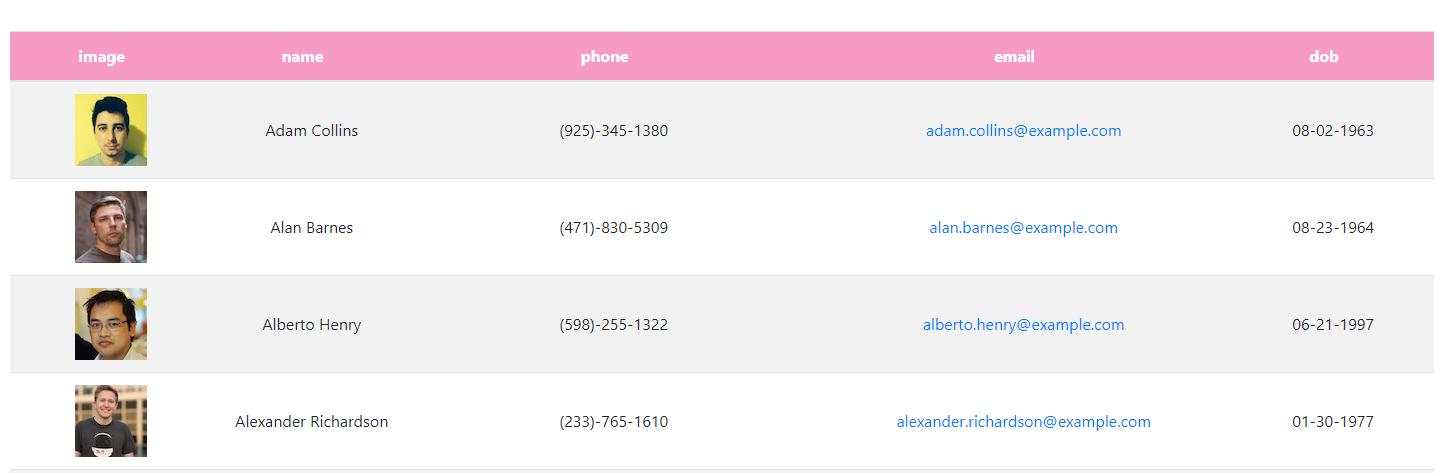 image name phone email dob
Adam Collins (925)-345-1380 adam.collins@example.com 08-02-1963
Alan Barnes (471)-830-5309 alan.barnes@example.com 08-23-1964
Alberto Henry (598)-255-1322 alberto.henry@example.com 06-21-1997
Alexander Richardson (233)-765-1610 alexander.richardson@example.com 01-30-1977